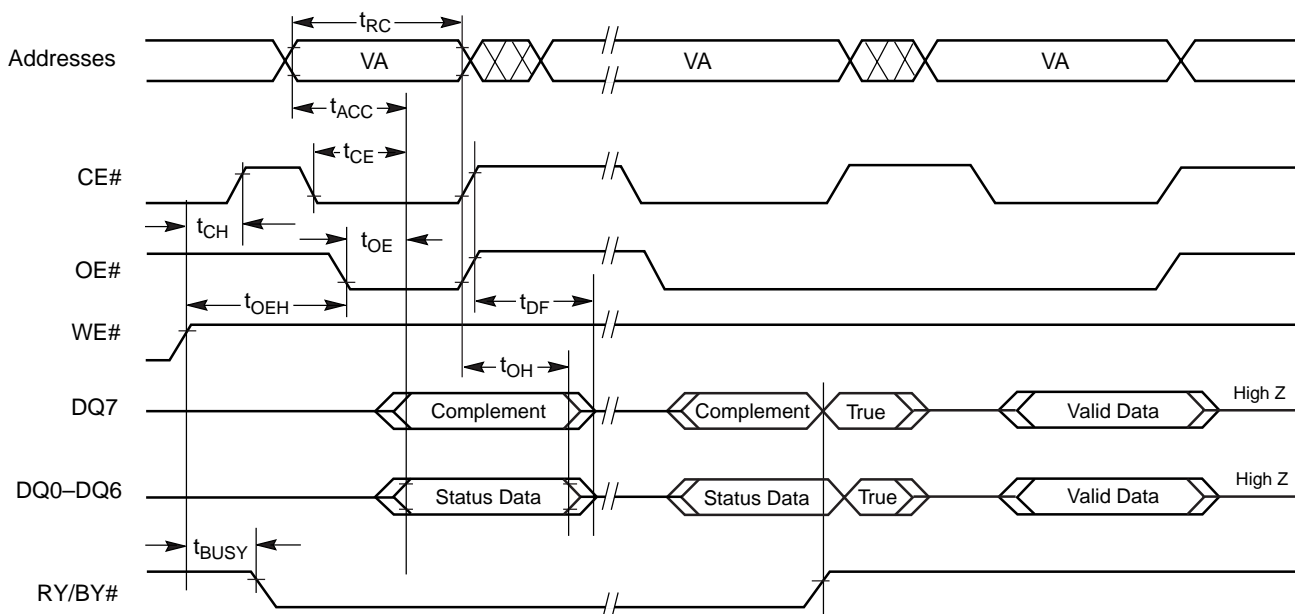 tRC
Addresses VA VA VA
tACC
tCE
CE#
tCH
tOE
OE#
tOEH
tDF
WE#
tOH
DQ7 Complement Complement True Valid Data High Z
DQ0–DQ6 Status Data Status Data True Valid Data High Z
tBUSY
RY/BY#